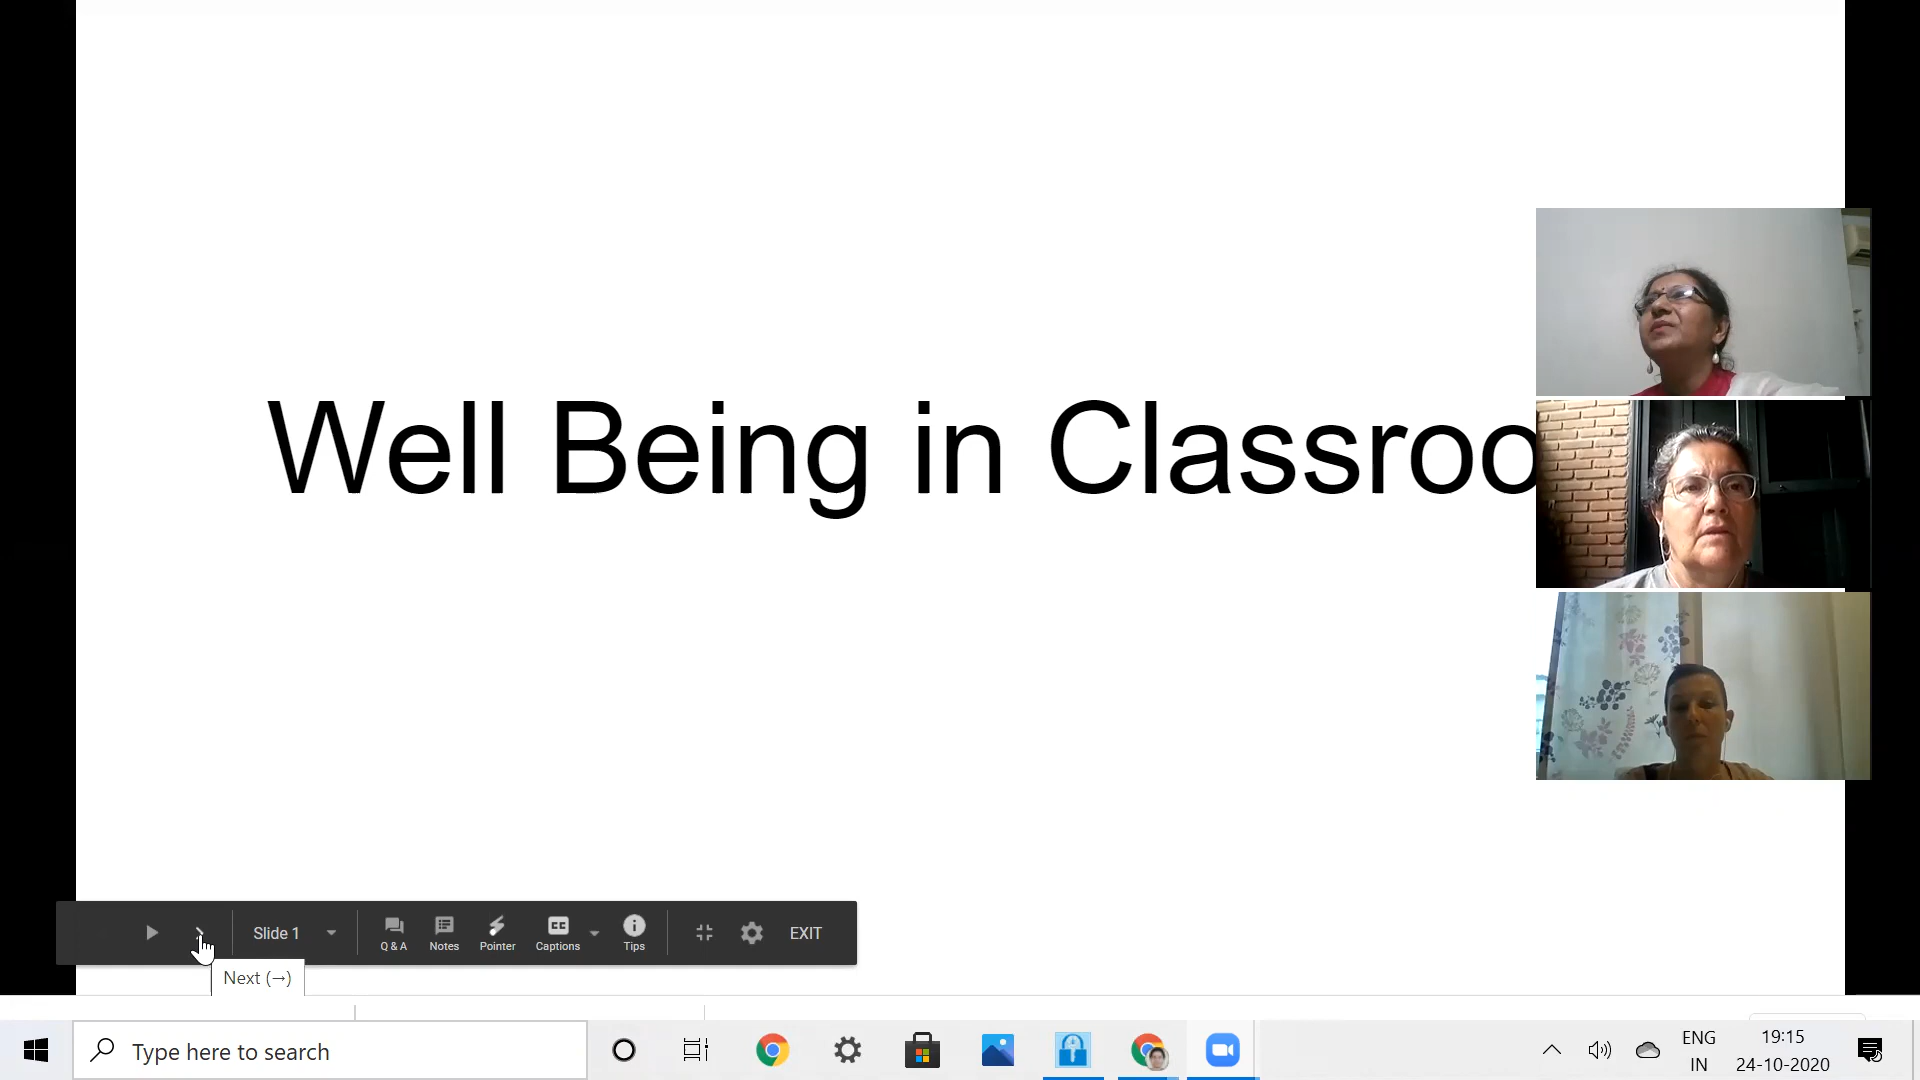 Well Being in Classroo
Slide 1
Q & A
Notes
Pointer
CC
Captions
Tips
EXIT
Next (→)
Type here to search
ENG
IN
19:15
24-10-2020